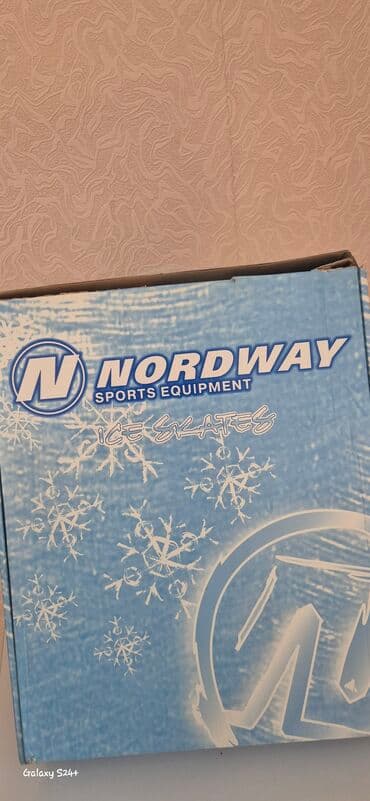 N NORDWAY
SPORTS EQUIPMENT
ICE SKATES
N
Galaxy S24+